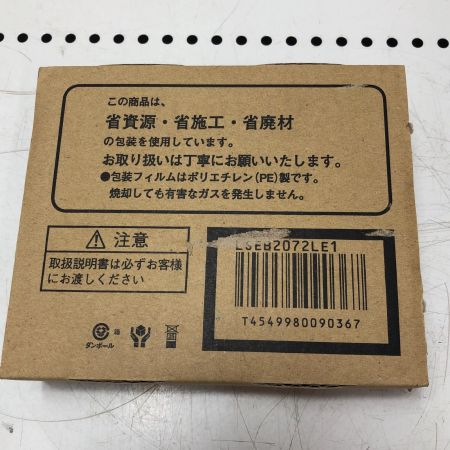 この商品は、
省資源・省施工・省廃材
の包装を使用しています。
お取り扱いは丁寧にお願いいたします。
●包装フィルムはポリエチレン(PE)製です。
焼却しても有害なガスを発生しません。
注意
取扱説明書は必ずお客様
にお渡しください
LSEB2072LE1
T4549980090367
ダンボール